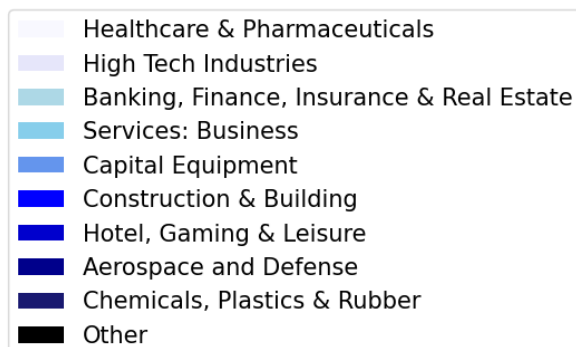 Healthcare & Pharmaceuticals
High Tech Industries
Banking, Finance, Insurance & Real Estate
Services: Business
Capital Equipment
Construction & Building
Hotel, Gaming & Leisure
Aerospace and Defense
Chemicals, Plastics & Rubber
Other